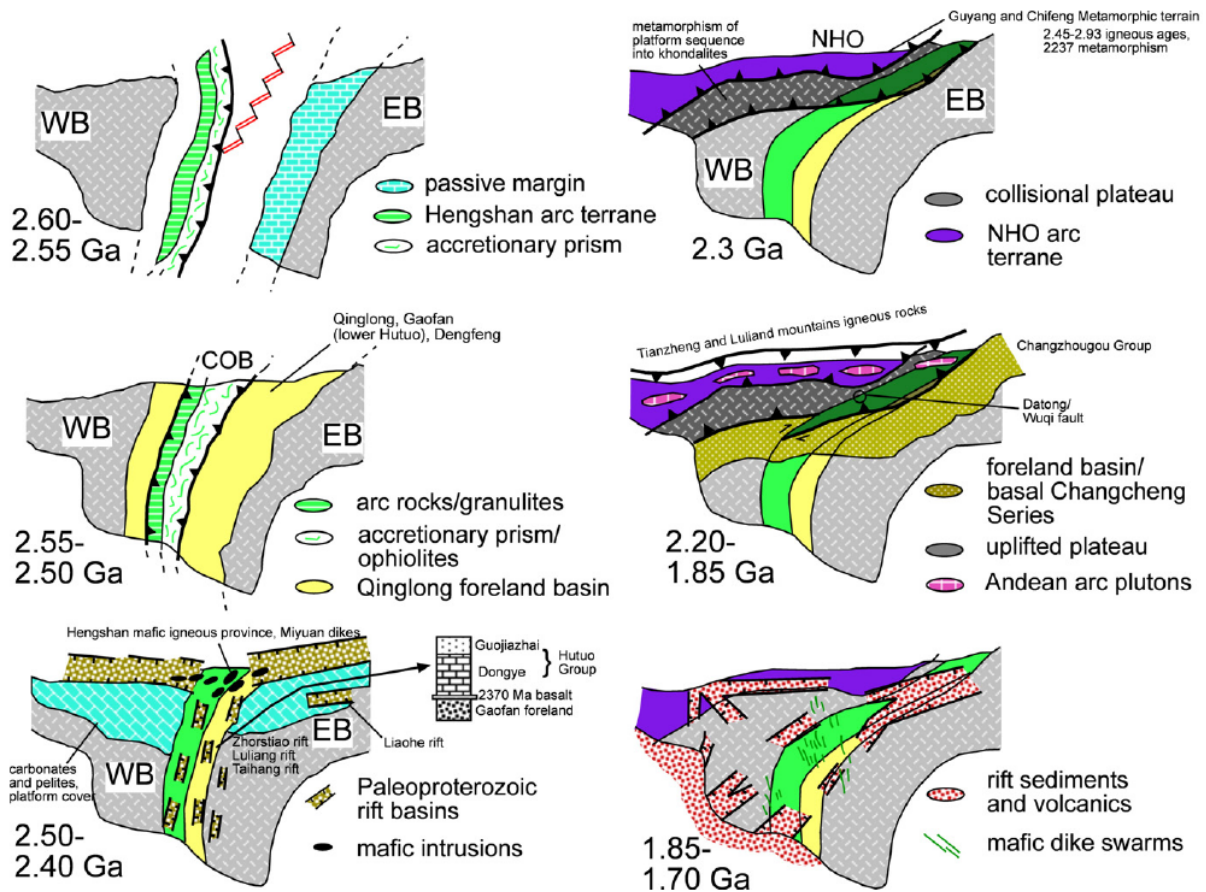 WB
EB
passive margin
Hengshan arc terrane
accretionary prism
2.60-
2.55 Ga
metamorphism of
platform sequence
into khondalites
NHO
Guyang and Chifeng Metamorphic terrain
2.45-2.93 igneous ages,
2237 metamorphism
EB
WB
collisional plateau
NHO arc
terrane
2.3 Ga
Qinglong, Gaofan
(lower Hutuo), Dengfeng
COB
WB
EB
arc rocks/granulites
accretionary prism/
ophiolites
Qinglong foreland basin
2.55-
2.50 Ga
Tianzheng and Luliand mountains igneous rocks
Changzhougou Group
Datong/
Wuqi fault
foreland basin/
basal Changcheng
Series
uplifted plateau
Andean arc plutons
2.20-
1.85 Ga
Hengshan mafic igneous province, Miyuan dikes
Guojiazhai
Dongye
Hutuo
Group
2370 Ma basalt
Gaofan foreland
EB
Liaohe rift
Zhorstiao rift
Luliang rift
Taihang rift
WB
carbonates
and pelites,
platform cover
Paleoproterozoic
rift basins
mafic intrusions
2.50-
2.40 Ga
rift sediments
and volcanics
mafic dike swarms
1.85-
1.70 Ga